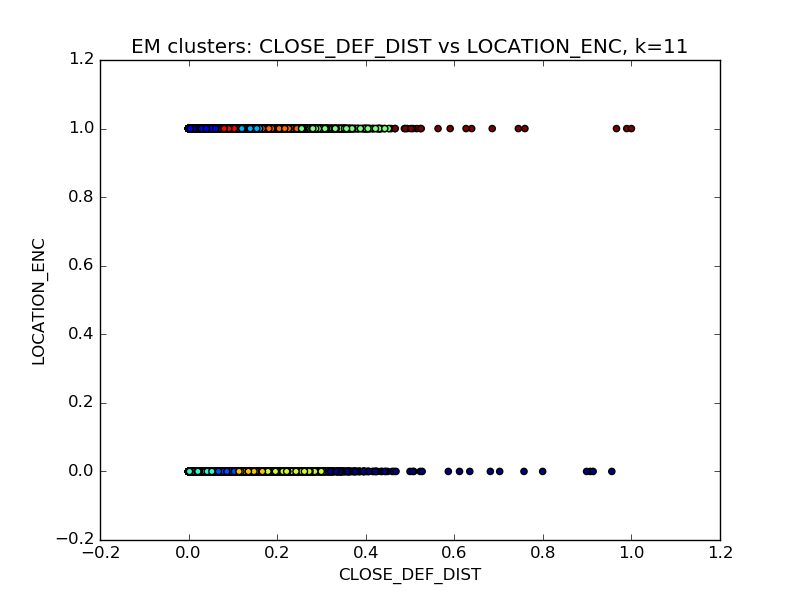 EM clusters: CLOSE_DEF_DIST vs LOCATION_ENC, k=11
1.2
1.0
0.8
0.6
0.4
0.2
0.0
−0.2
LOCATION_ENC
−0.2 0.0 0.2 0.4 0.6 0.8 1.0 1.2
CLOSE_DEF_DIST